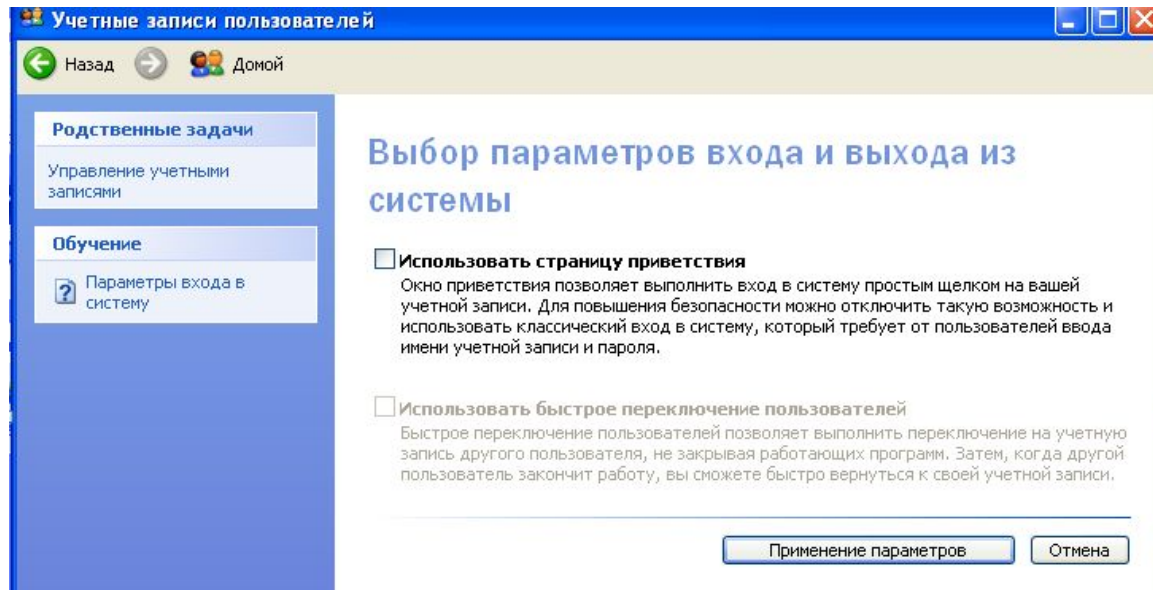 Учетные записи пользователей
Назад
Домой
Родственные задачи
Управление учетными
записями
Обучение
Параметры входа в
систему
Выбор параметров входа и выхода из
системы
Использовать страницу приветствия
Окно приветствия позволяет выполнить вход в систему простым щелком на вашей
учетной записи. Для повышения безопасности можно отключить такую возможность и
использовать классический вход в систему, который требует от пользователей ввода
имени учетной записи и пароля.
Использовать быстрое переключение пользователей
Быстрое переключение пользователей позволяет выполнить переключение на учетную
запись другого пользователя, не закрывая работающих программ. Затем, когда другой
пользователь закончит работу, вы сможете быстро вернуться к своей учетной записи.
Применение параметров
Отмена